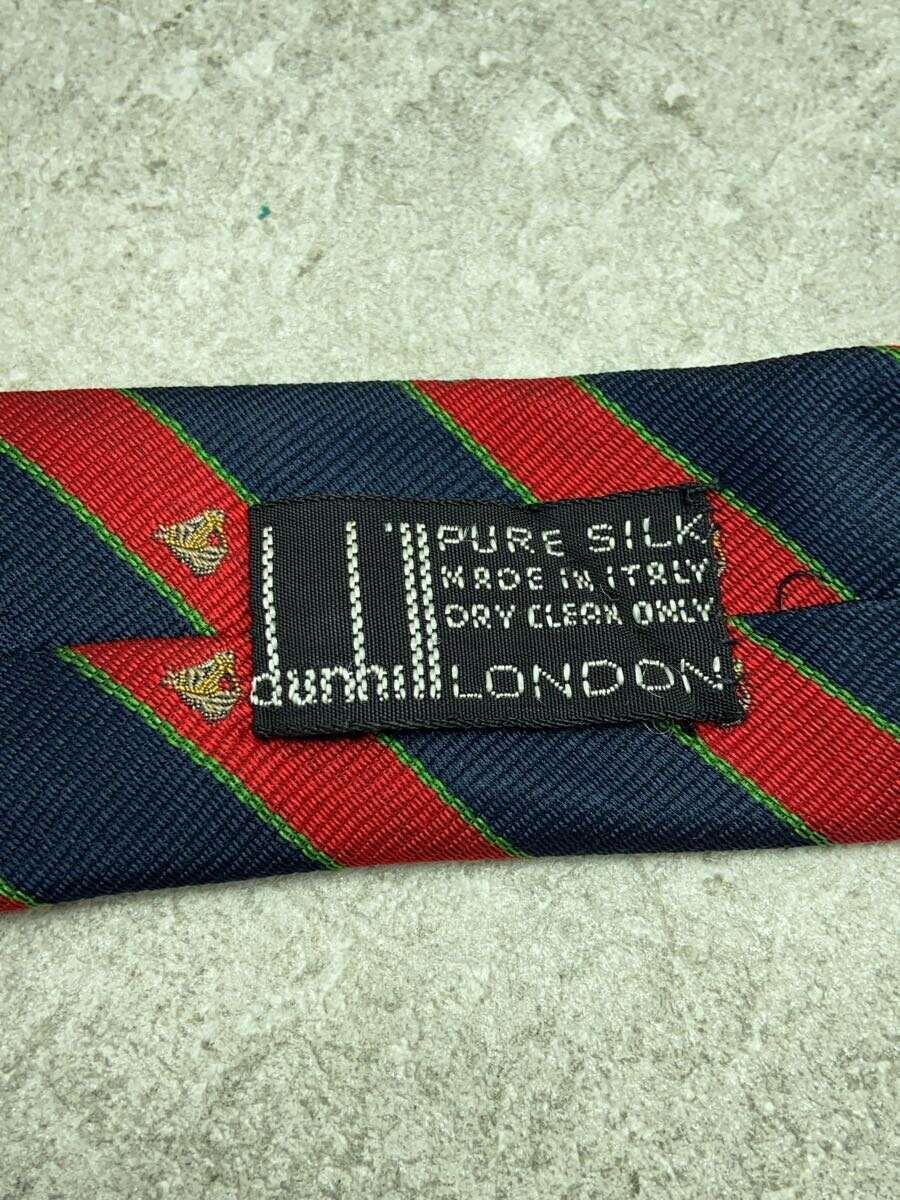 dunhill
PURE SILK
MADE IN ITALY
DRY CLEAN ONLY
LONDON